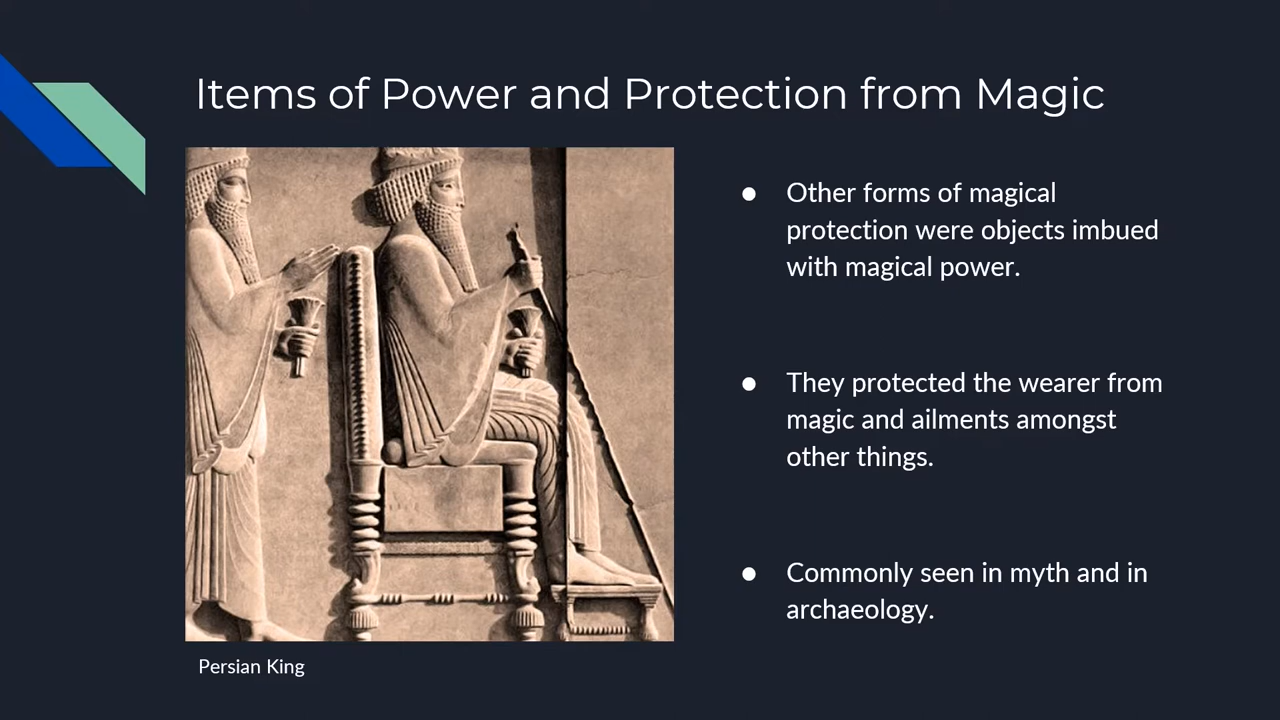 Items of Power and Protection from Magic
● Other forms of magical
protection were objects imbued
with magical power.
● They protected the wearer from
magic and ailments amongst
other things.
● Commonly seen in myth and in
archaeology.
Persian King